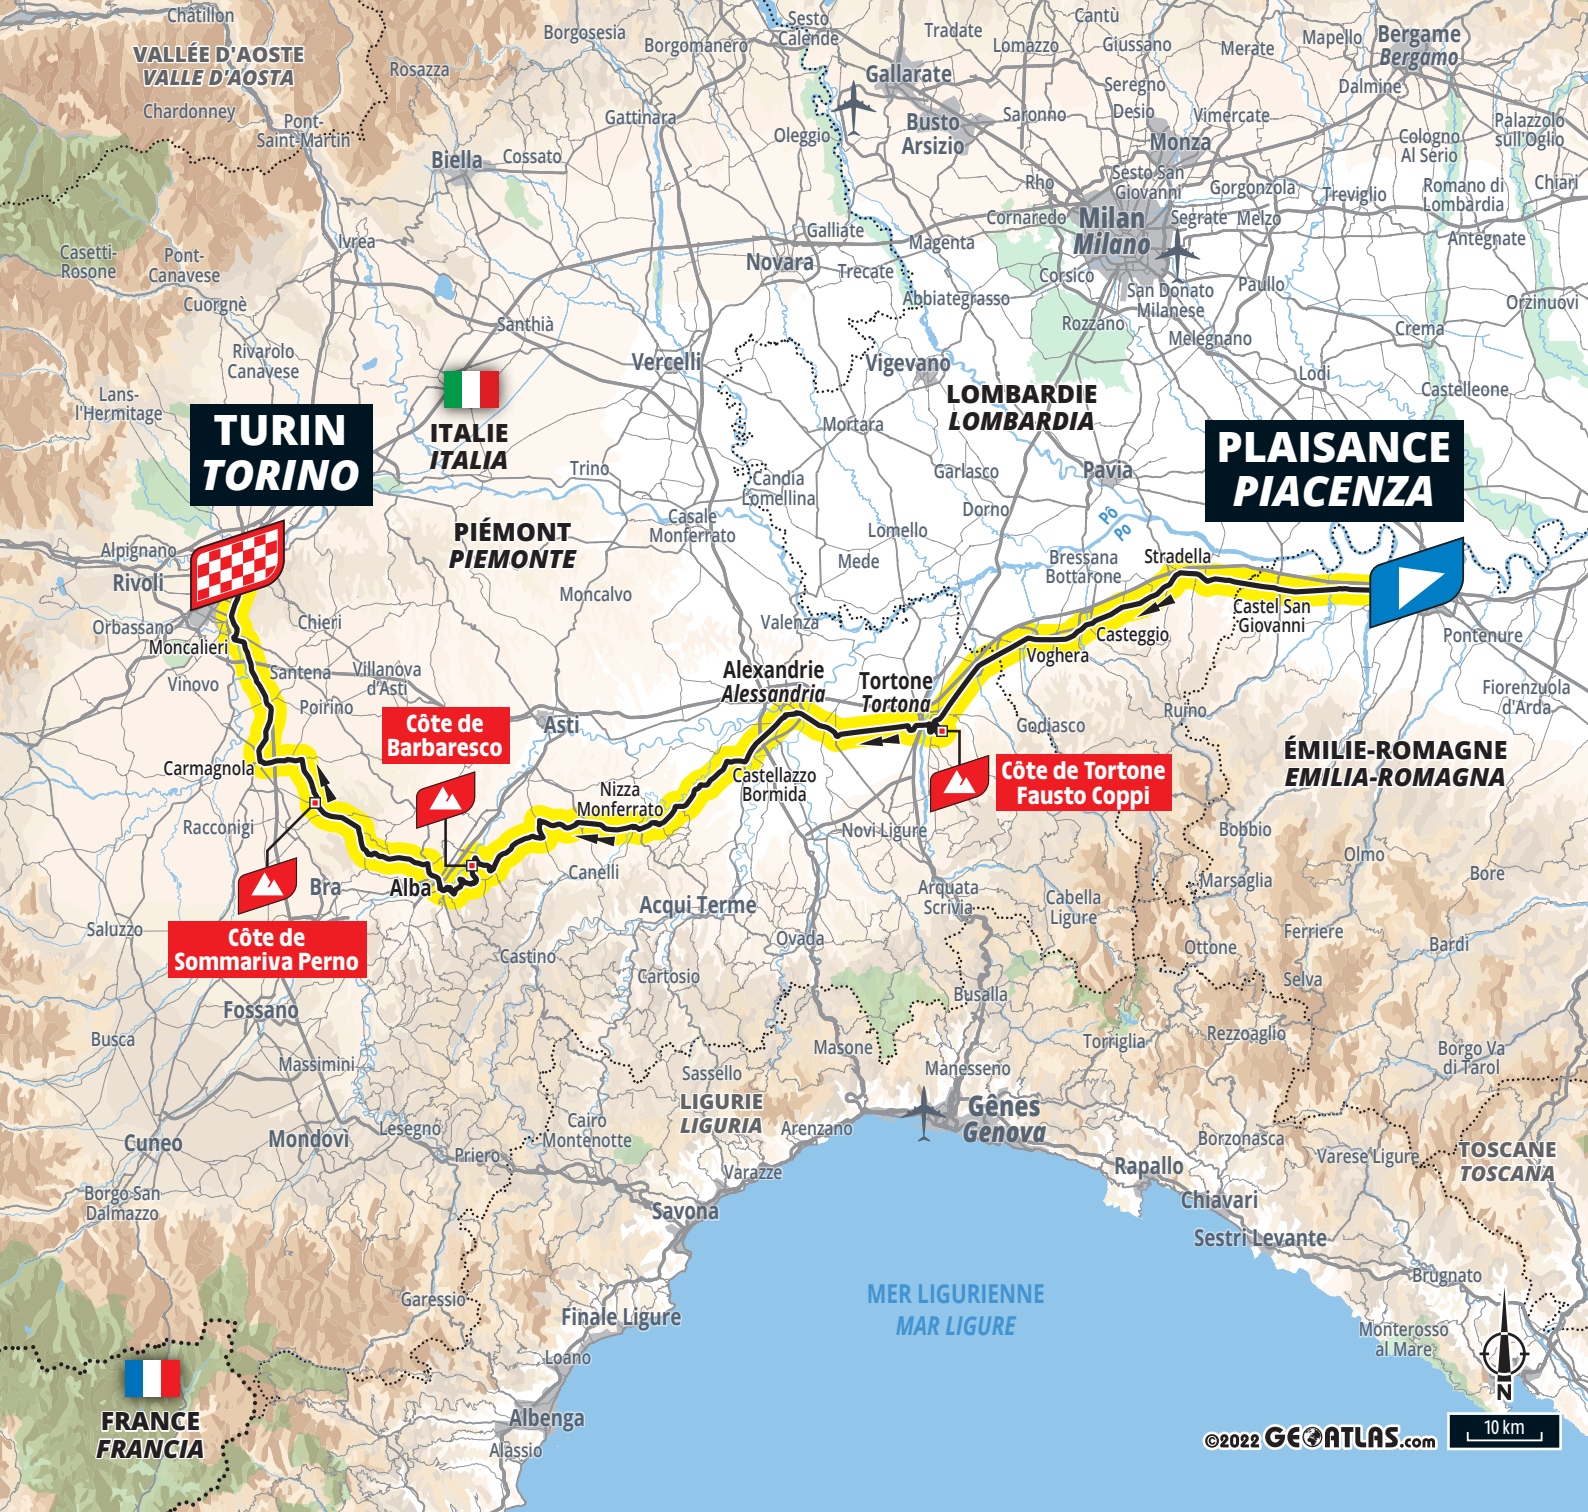 Châtillon
VALLÉE D'AOSTE
VALLE D'AOSTA
Chardonney
Pont-
Saint-Martin
Rosazza
Borgosesia
Borgomanero
Sesto
Calende
Tradate
Cantù
Lomazzo
Giussano
Merate
Mapello
Bergame
Bergamo
Gallarate
Seregno
Dalmine
Gattinara
Oleggio
Busto
Arsizio
Saronno
Desio
Vimercate
Palazzolo
sull'Oglio
Cologno
Al Serio
Monza
Biella
Cossato
Rho
Sesto San
Giovanni
Gorgonzola
Treviglio
Romano di
Lombardia
Chiari
Cornaredo
Milan
Milano
Segrate
Melzo
Galliate
Magenta
Antegnate
Casetti-
Rosone
Pont-
Canavese
Ivrea
Novara
Trecate
Corsico
San Donato
Milanese
Paullo
Cuorgnè
Abbiategrasso
Orzinuovi
Santhià
Rozzano
Melegnano
Crema
Rivarolo
Canavese
Vercelli
Vigevano
Lodi
Castelleone
Lans-
l'Hermitage
LOMBARDIE
LOMBARDIA
TURIN
TORINO
ITALIE
ITALIA
Mortara
PLAISANCE
PIACENZA
Trino
Candia
Lomellina
Garlasco
Pavia
Casale
Monferrato
Dorno
Pô
Po
PIÉMONT
PIEMONTE
Lomello
Mede
Alpignano
Rivoli
Bressana
Bottarone
Stradella
Moncalvo
Castel San
Giovanni
Orbassano
Chieri
Valenza
Casteggio
Pontenure
Moncalieri
Voghera
Vinovo
Santena
Villanova
d'Asti
Alexandrie
Alessandria
Tortone
Tortona
Fiorenzuola
d'Arda
Poirino
Côte de
Barbaresco
Asti
Godiasco
Ruino
ÉMILIE-ROMAGNE
EMILIA-ROMAGNA
Carmagnola
Castellazzo
Bormida
Côte de Tortone
Fausto Coppi
Nizza
Monferrato
Racconigi
Novi Ligure
Bobbio
Olmo
Bore
Alba
Bra
Canelli
Arquata
Scrivia
Cabella
Ligure
Marsaglia
Acqui Terme
Saluzzo
Côte de
Sommariva Perno
Ovada
Ottone
Ferriere
Bardi
Castino
Cartosio
Selva
Fossano
Busalla
Busca
Masone
Torriglia
Rezzoaglio
Borgo Va
di Tarol
Massimini
Sassello
Manesseno
LIGURIE
LIGURIA
Gênes
Genova
Cuneo
Mondovì
Lesegno
Cairo
Montenotte
Arenzano
Borzonasca
Varese Ligure
TOSCANE
TOSCANA
Priero
Varazze
Rapallo
Borgo San
Dalmazzo
Savona
Chiavari
Sestri Levante
Brugnato
Garessio
Finale Ligure
MER LIGURIENNE
MAR LIGURE
Monterosso
al Mare
Loano
N
FRANCE
FRANCIA
Albenga
Alassio
©2022 GEOATLAS.com
10 km